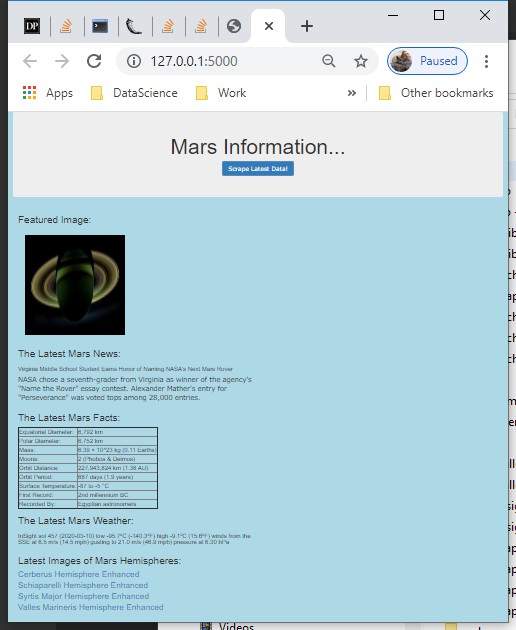 DP
127.0.0.1:5000
Paused
Apps
DataScience
Work
»
Other bookmarks
Mars Information...
Scrape Latest Data!
Featured Image:
The Latest Mars News:
Virginia Middle School Student Earns Honor of Naming NASA's Next Mars Rover
NASA chose a seventh-grader from Virginia as winner of the agency's
"Name the Rover" essay contest. Alexander Mather's entry for
"Perseverance" was voted tops among 28,000 entries.
The Latest Mars Facts:
Equatorial Diameter: 6,792 km
Polar Diameter: 6,752 km
Mass: 6.39 × 10^23 kg (0.11 Earths)
Moons: 2 (Phobos & Deimos)
Orbit Distance: 227,943,824 km (1.38 AU)
Orbit Period: 687 days (1.9 years)
Surface Temperature: -87 to -5 °C
First Record: 2nd millennium BC
Recorded By: Egyptian astronomers
The Latest Mars Weather:
InSight sol 457 (2020-03-10) low -95.7ºC (-140.3ºF) high -9.1ºC (15.6ºF) winds from the
SSE at 6.5 m/s (14.5 mph) gusting to 21.0 m/s (46.9 mph) pressure at 6.30 hPa
Latest Images of Mars Hemispheres:
Cerberus Hemisphere Enhanced
Schiaparelli Hemisphere Enhanced
Syrtis Major Hemisphere Enhanced
Valles Marineris Hemisphere Enhanced
Videos